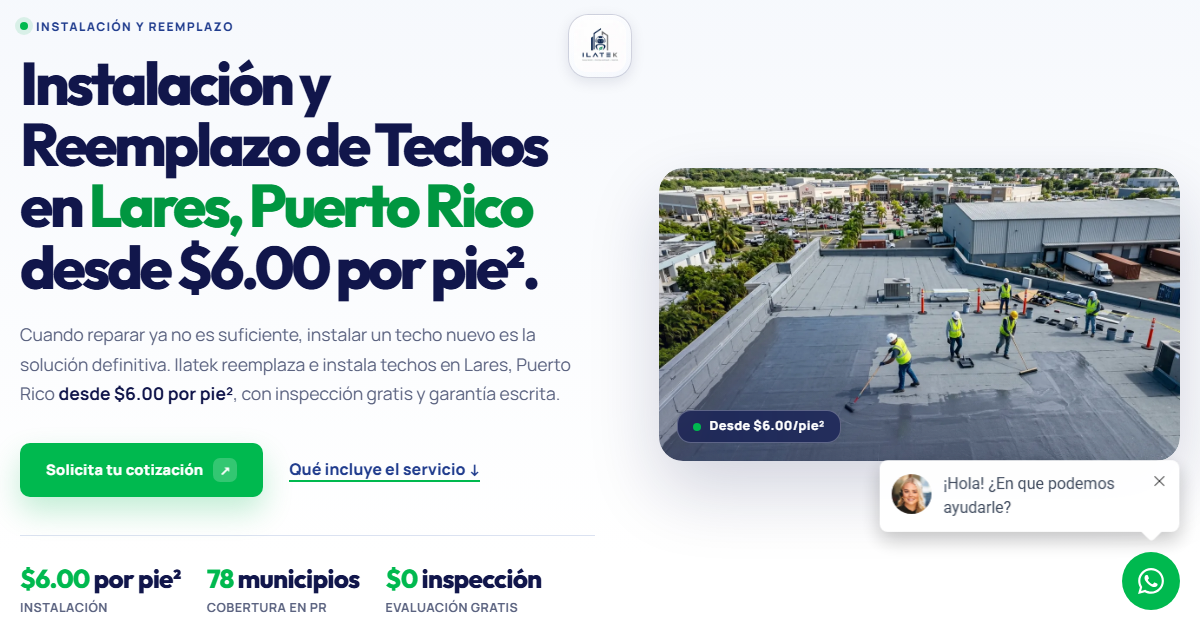 INSTALACIÓN Y REEMPLAZO
ILATEK
Instalación y
Reemplazo de Techos
en Lares, Puerto Rico
desde $6.00 por pie².
Cuando reparar ya no es suficiente, instalar un techo nuevo es la
solución definitiva. Ilatek reemplaza e instala techos en Lares, Puerto
Rico desde $6.00 por pie², con inspección gratis y garantía escrita.
Solicita tu cotización ↗
Qué incluye el servicio ↓
$6.00 por pie²
INSTALACIÓN
78 municipios
COBERTURA EN PR
$0 inspección
EVALUACIÓN GRATIS
Desde $6.00/pie²
¡Hola! ¿En que podemos
ayudarle?